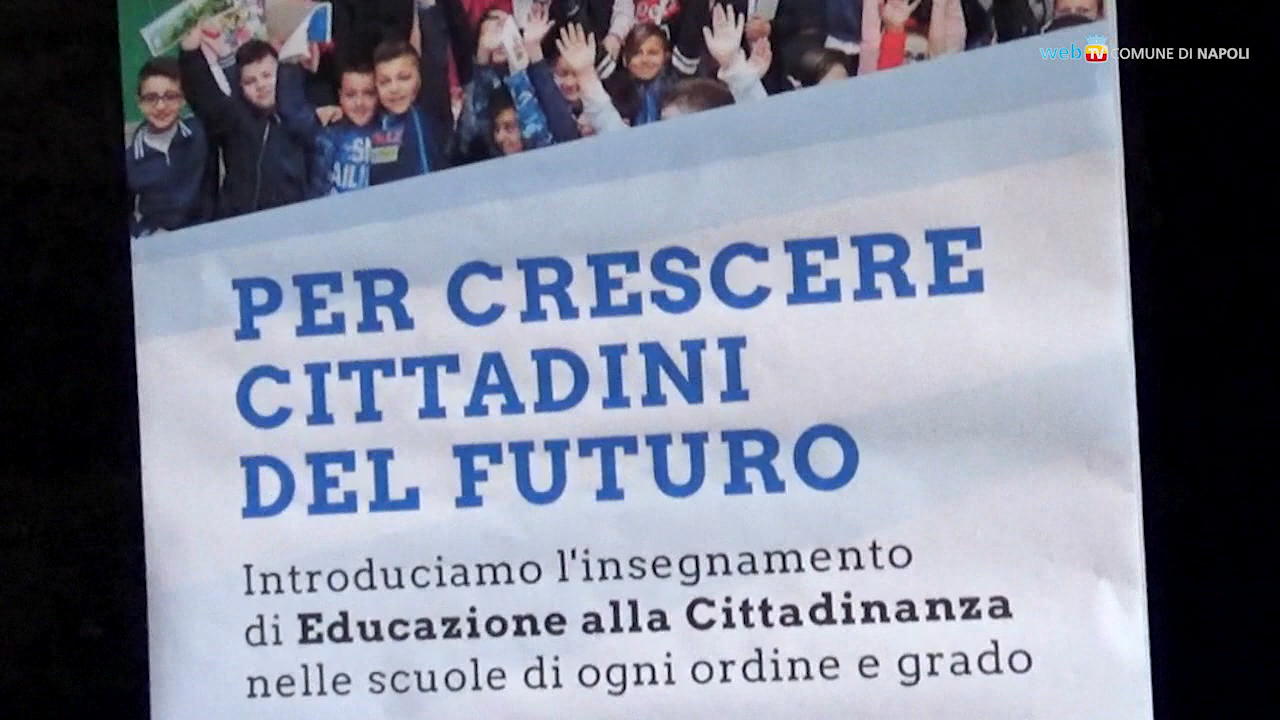 web TV COMUNE DI NAPOLI
PER CRESCERE
CITTADINI
DEL FUTURO
Introduciamo l'insegnamento
di Educazione alla Cittadinanza
nelle scuole di ogni ordine e grado